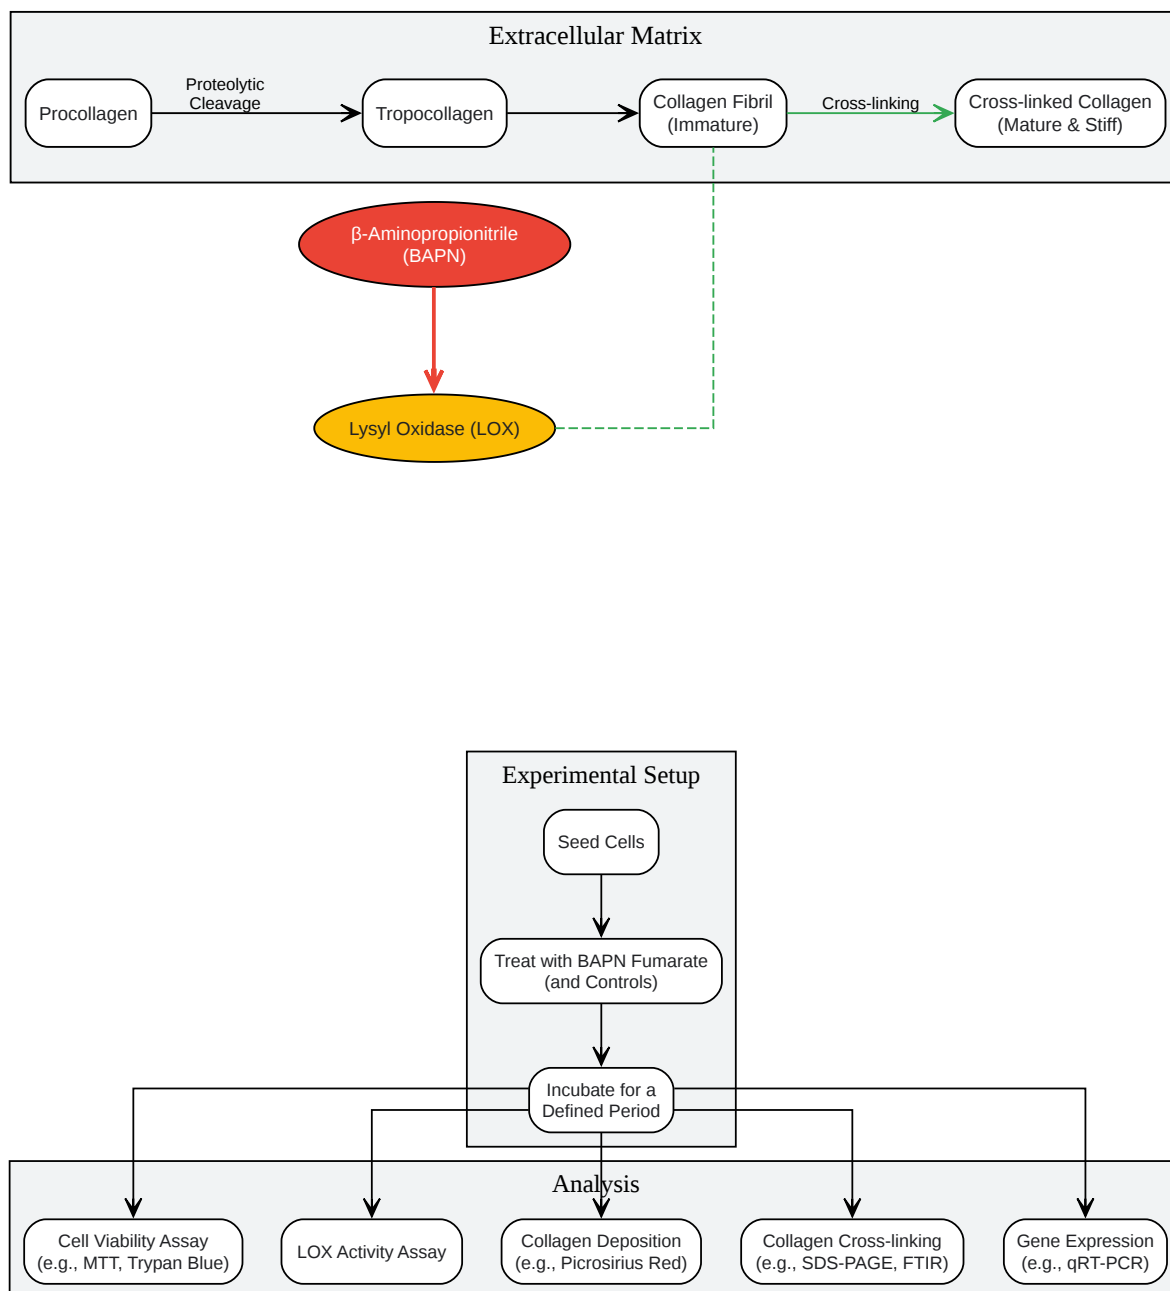 Extracellular Matrix
Procollagen
Proteolytic
Cleavage
Tropocollagen
Collagen Fibril
(Immature)
Cross-linking
Cross-linked Collagen
(Mature & Stiff)
β-Aminopropionitrile
(BAPN)
Lysyl Oxidase (LOX)
Experimental Setup
Seed Cells
Treat with BAPN Fumarate
(and Controls)
Incubate for a
Defined Period
Analysis
Cell Viability Assay
(e.g., MTT, Trypan Blue)
LOX Activity Assay
Collagen Deposition
(e.g., Picrosirius Red)
Collagen Cross-linking
(e.g., SDS-PAGE, FTIR)
Gene Expression
(e.g., qRT-PCR)